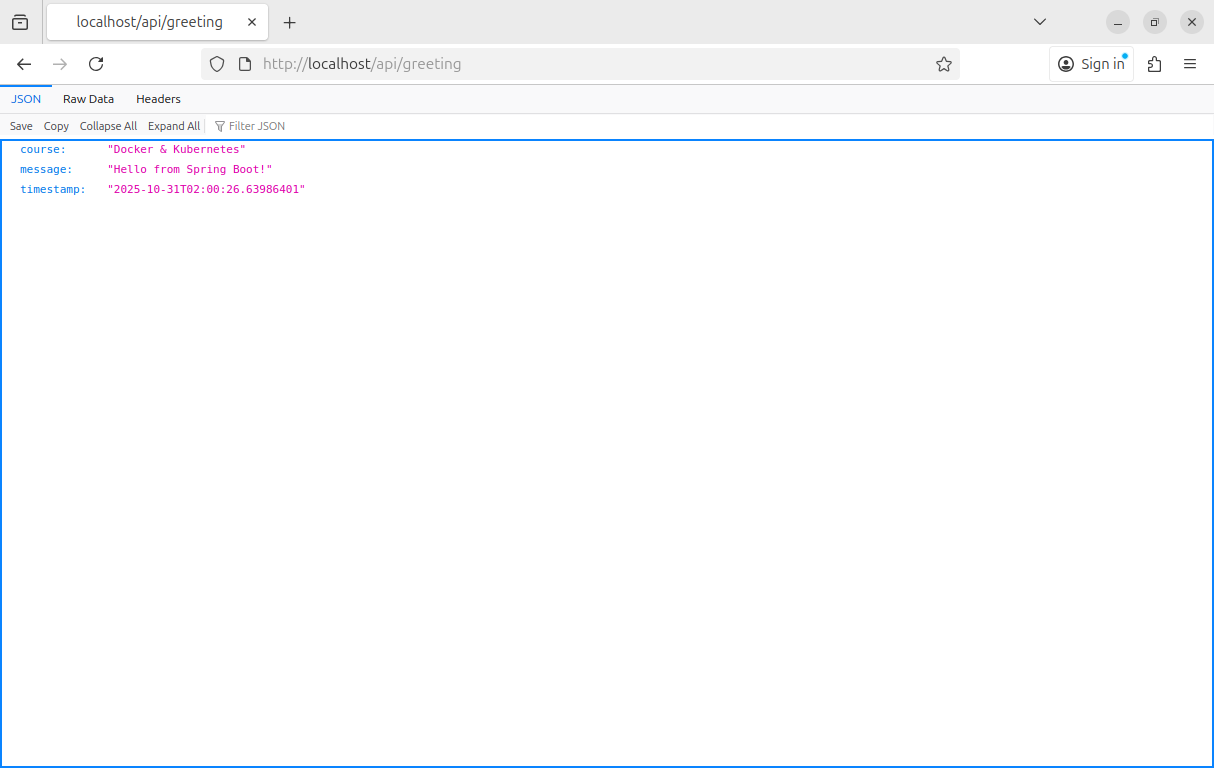 localhost/api/greeting
http://localhost/api/greeting
Sign in
JSON Raw Data Headers
Save Copy Collapse All Expand All Filter JSON
course: "Docker & Kubernetes"
message: "Hello from Spring Boot!"
timestamp: "2025-10-31T02:00:26.63986401"